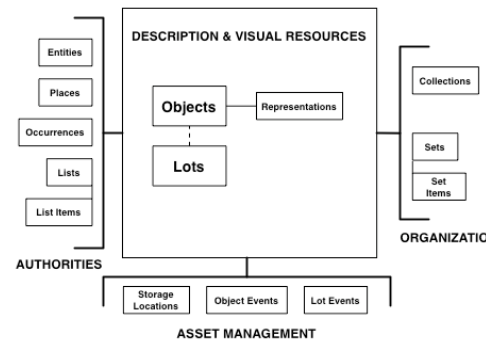 DESCRIPTION & VISUAL RESOURCES
Entities
Places
Occurrences
Lists
List Items
AUTHORITIES
Objects
Representations
Lots
Collections
Sets
Set
Items
ORGANIZATIO
Storage
Locations
Object Events
Lot Events
ASSET MANAGEMENT